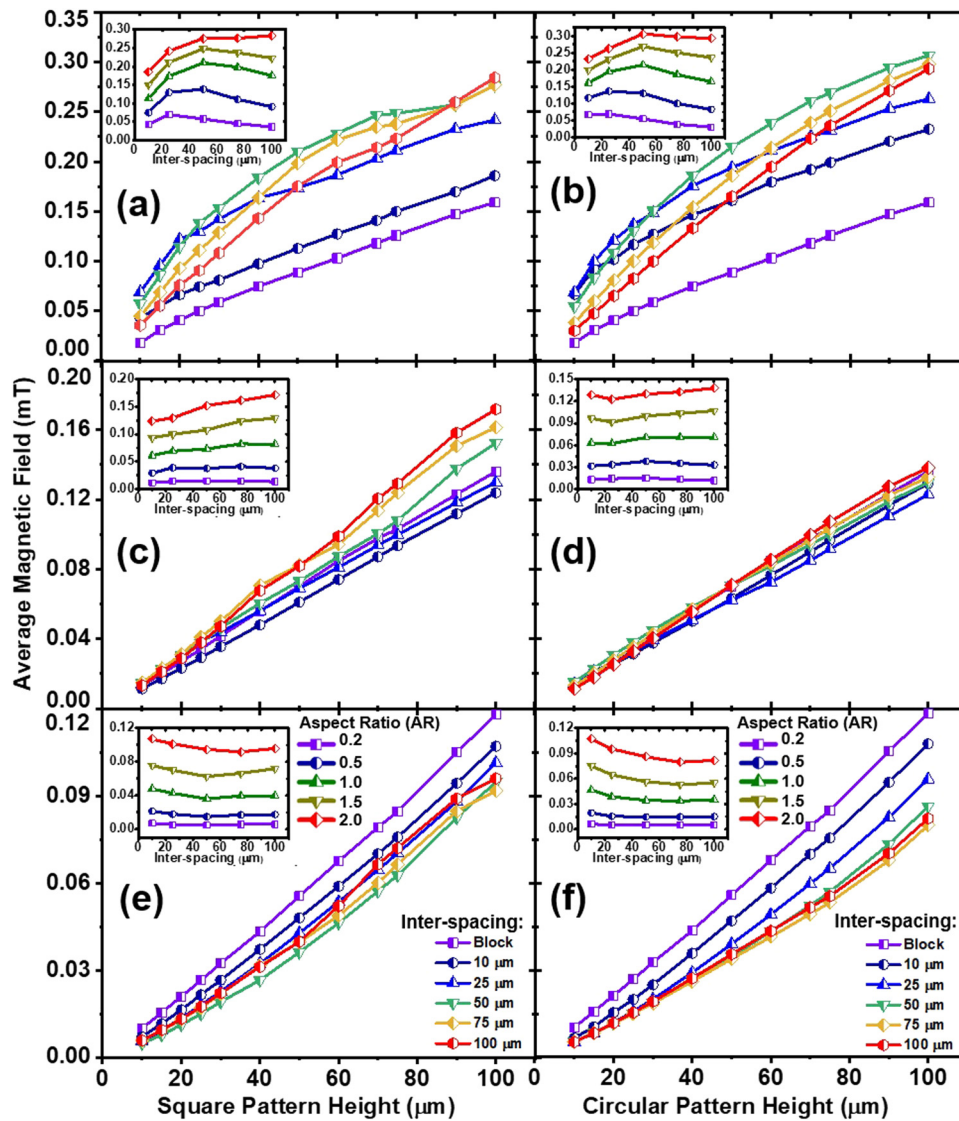 0.35
0.30
0.25
0.20
0.15
0.10
0.05
0.00
0.30
0.25
0.20
0.15
0.10
0.05
0.00
0 20 40 60 80 100
Inter-spacing (μm)
(a)
0.30
0.25
0.20
0.15
0.10
0.05
0.00
0 20 40 60 80 100
Inter-spacing (μm)
(b)
Average Magnetic Field (mT)
0.20
0.16
0.12
0.08
0.04
0.00
0.20
0.15
0.10
0.05
0.00
0 20 40 60 80 100
Inter-spacing (μm)
(c)
0.15
0.12
0.09
0.06
0.03
0.00
0 20 40 60 80 100
Inter-spacing (μm)
(d)
0.12
0.09
0.06
0.03
0.00
0.12
0.08
0.04
0.00
0 20 40 60 80 100
Inter-spacing (μm)
Aspect Ratio (AR)
0.2
0.5
1.0
1.5
2.0
(e)
Inter-spacing:
Block
10 μm
25 μm
50 μm
75 μm
100 μm
0.12
0.09
0.06
0.03
0.00
0 20 40 60 80 100
Inter-spacing (μm)
Aspect Ratio (AR)
0.2
0.5
1.0
1.5
2.0
(f)
Inter-spacing:
Block
10 μm
25 μm
50 μm
75 μm
100 μm
0 20 40 60 80 100
0 20 40 60 80 100
Square Pattern Height (μm)
Circular Pattern Height (μm)